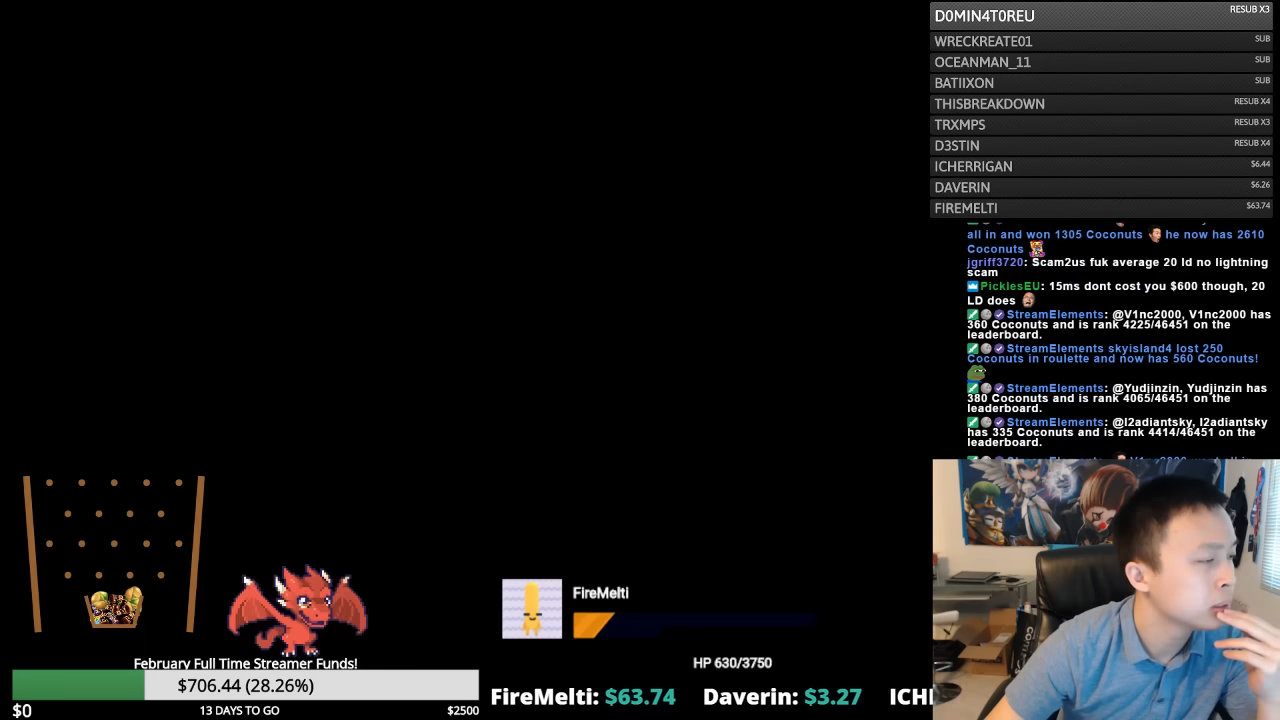 D0MIN4T0REU RESUB X3
WRECKREATE01 SUB
OCEANMAN_11 SUB
BATIIXON SUB
THISBREAKDOWN RESUB X4
TRXMPS RESUB X3
D3STIN RESUB X4
ICHERRIGAN $6.44
DAVERIN $6.26
FIREMELTI $63.74
all in and won 1305 Coconuts he now has 2610
Coconuts
jgriff3720: Scam2us fuk average 20 ld no lightning
scam
PicklesEU: 15ms dont cost you $600 though, 20
LD does
StreamElements: @V1nc2000, V1nc2000 has
360 Coconuts and is rank 4225/46451 on the
leaderboard.
StreamElements skyisland4 lost 250
Coconuts in roulette and now has 560 Coconuts!
StreamElements: @Yudjinzin, Yudjinzin has
380 Coconuts and is rank 4065/46451 on the
leaderboard.
StreamElements: @l2adiantsky, l2adiantsky
has 335 Coconuts and is rank 4414/46451 on the
leaderboard.
FireMelti
HP 630/3750
February Full Time Streamer Funds!
$706.44 (28.26%)
$0 13 DAYS TO GO $2500
FireMelti: $63.74 Daverin: $3.27 ICH